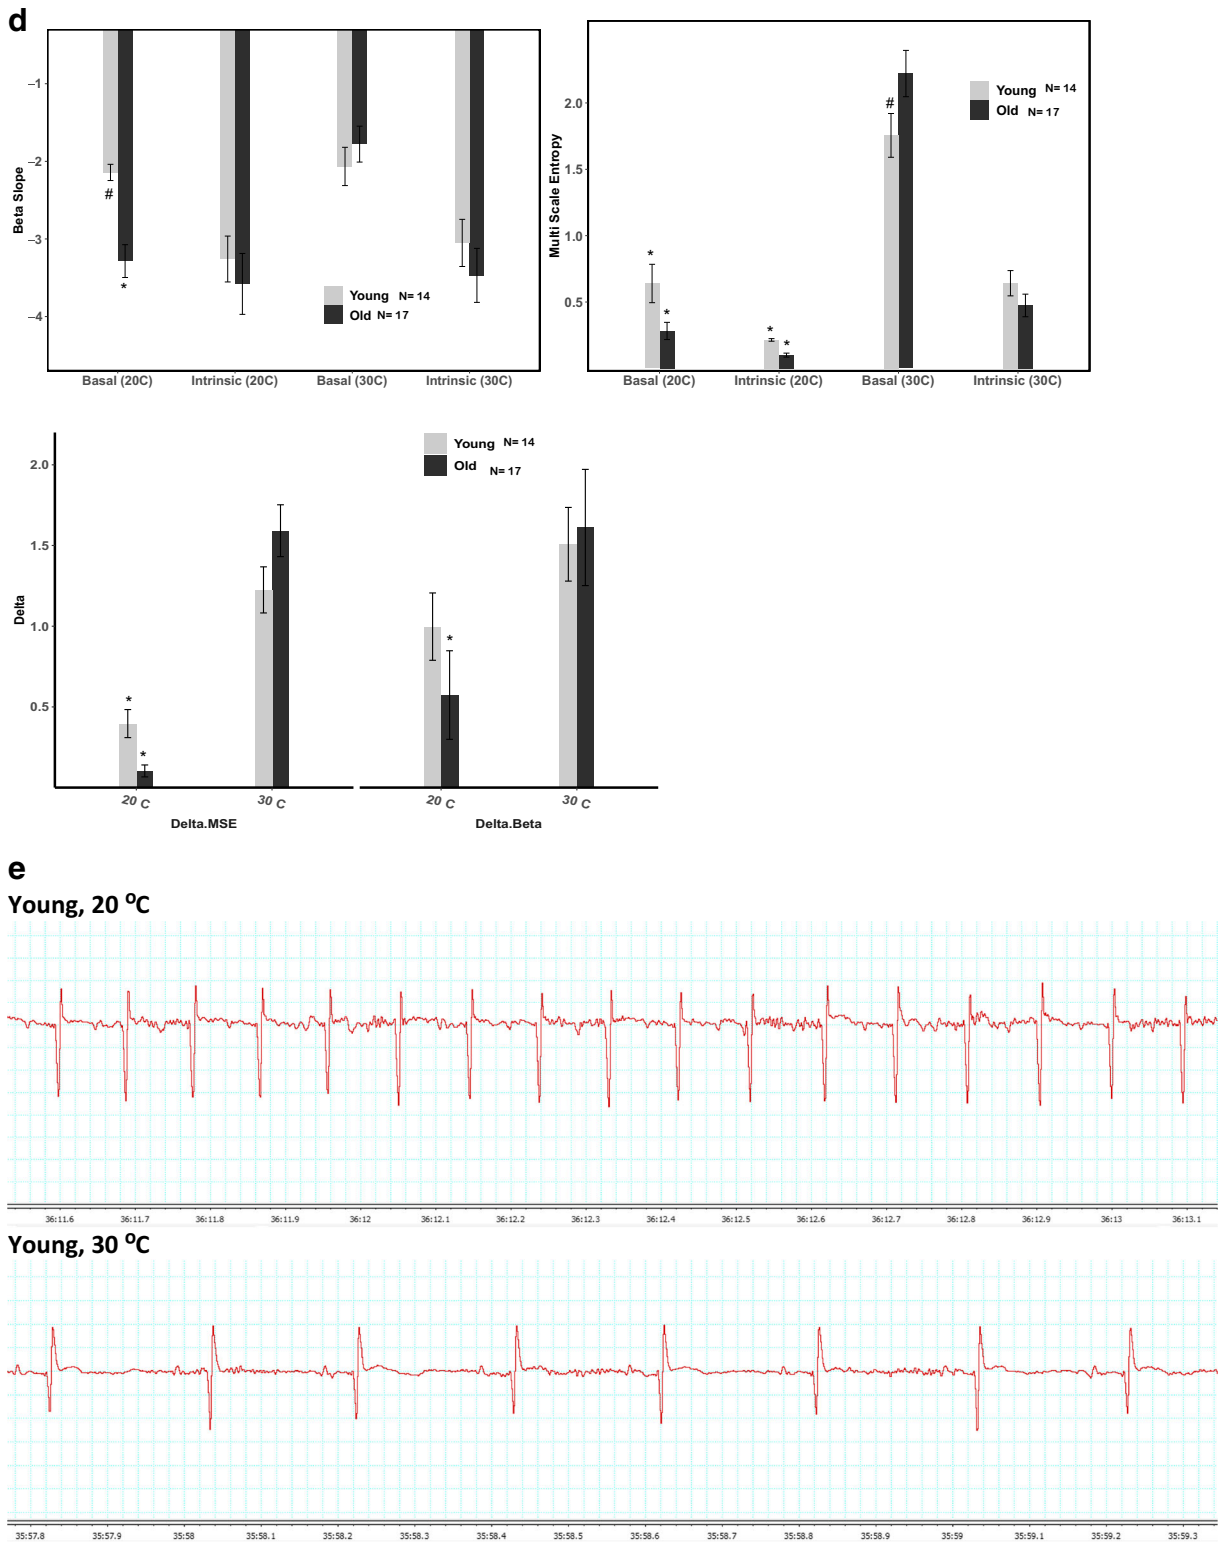 d
Beta Slope
−1
−2
−3
−4
#
*
Young N= 14
Old N= 17
Basal (20C) Intrinsic (20C) Basal (30C) Intrinsic (30C)
Multi Scale Entropy
2.0
1.5
1.0
0.5
*
*
*
*
#
Young N= 14
Old N= 17
Basal (20C) Intrinsic (20C) Basal (30C) Intrinsic (30C)
Delta
2.0
1.5
1.0
0.5
*
*
*
Young N= 14
Old N= 17
20 C 30 C 20 C 30 C
Delta.MSE Delta.Beta
e
Young, 20 °C
36:11.6 36:11.7 36:11.8 36:11.9 36:12 36:12.1 36:12.2 36:12.3 36:12.4 36:12.5 36:12.6 36:12.7 36:12.8 36:12.9 36:13 36:13.1
Young, 30 °C
35:57.8 35:57.9 35:58 35:58.1 35:58.2 35:58.3 35:58.4 35:58.5 35:58.6 35:58.7 35:58.8 35:58.9 35:59 35:59.1 35:59.2 35:59.3